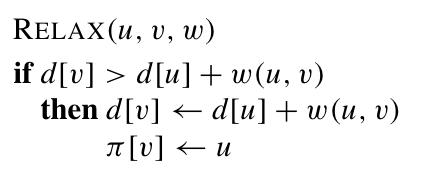 RELAX(u, v, w)
if d[v] > d[u] + w(u, v)
then d[v] ← d[u] + w(u, v)
π[v] ← u